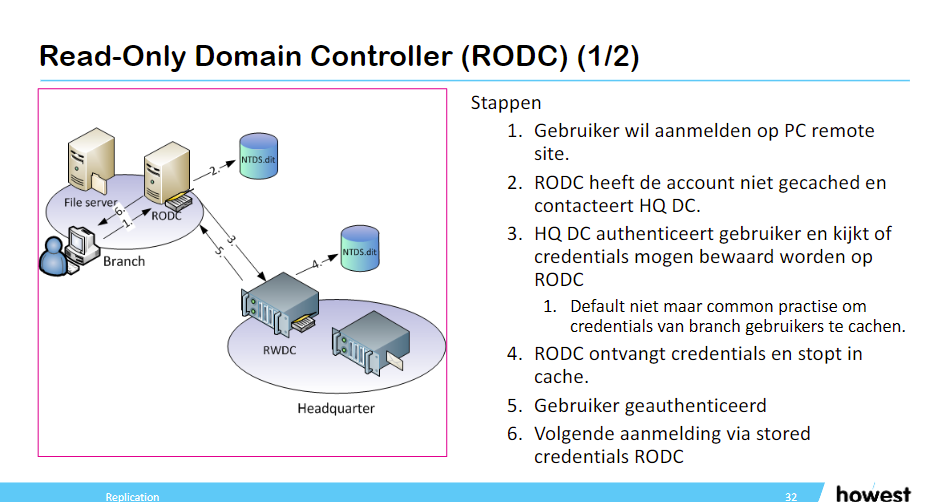 Read-Only Domain Controller (RODC) (1/2)
NTDS.dit
2.
File server
RODC
6.
1.
Branch
3.
5.
NTDS.dit
4.
RWDC
Headquarter
Stappen
1. Gebruiker wil aanmelden op PC remote
site.
2. RODC heeft de account niet gecached en
contacteert HQ DC.
3. HQ DC authenticeert gebruiker en kijkt of
credentials mogen bewaard worden op
RODC
1. Default niet maar common practise om
credentials van branch gebruikers te cachen.
4. RODC ontvangt credentials en stopt in
cache.
5. Gebruiker geauthenticeerd
6. Volgende aanmelding via stored
credentials RODC
Replication
32
howest